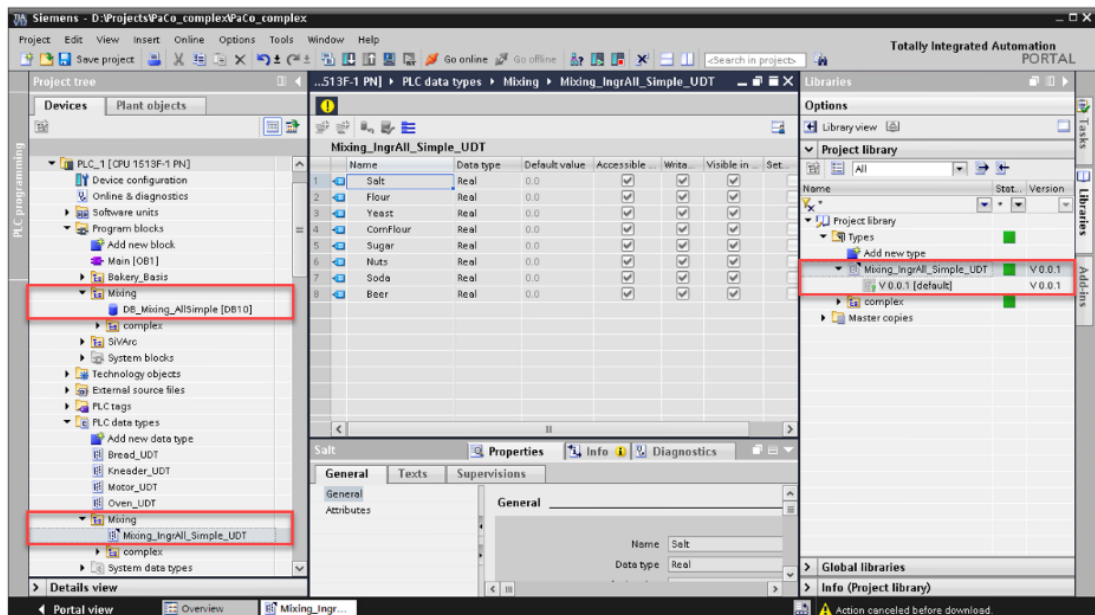 Siemens - D:\Projects\PaCo_complex\PaCo_complex
Project Edit View Insert Online Options Tools Window Help
Totally Integrated Automation
PORTAL
Save project Go online Go offline <Search in project>
Project tree
Devices Plant objects
PLC programming
PLC_1 [CPU 1513F-1 PN]
Device configuration
Online & diagnostics
Software units
Program blocks
Add new block
Main [OB1]
Bakery_Basis
Mixing
DB_Mixing_AllSimple [DB10]
complex
SiVArc
System blocks
Technology objects
External source files
PLC tags
PLC data types
Add new data type
Bread_UDT
Kneader_UDT
Motor_UDT
Oven_UDT
Mixing
Mixing_IngrAll_Simple_UDT
complex
System data types
Details view
...513F-1 PN] PLC data types Mixing Mixing_IngrAll_Simple_UDT
Mixing_IngrAll_Simple_UDT
Name Data type Default value Accessible ... Writa... Visible in ... Set...
1 Salt Real 0.0
2 Flour Real 0.0
3 Yeast Real 0.0
4 CornFlour Real 0.0
5 Sugar Real 0.0
6 Nuts Real 0.0
7 Soda Real 0.0
8 Beer Real 0.0
Salt
Properties Info Diagnostics
General Texts Supervisions
General
Attributes
General
Name Salt
Data type Real
Libraries
Options
Library view
Project library
All
Name Stat... Version
Project library
Types
Add new type
Mixing_IngrAll_Simple_UDT V 0.0.1
V 0.0.1 [default] V 0.0.1
complex
Master copies
Global libraries
Info (Project library)
Tasks
Libraries
Add-ins
Portal view Overview Mixing_Ingr... Action canceled before download.